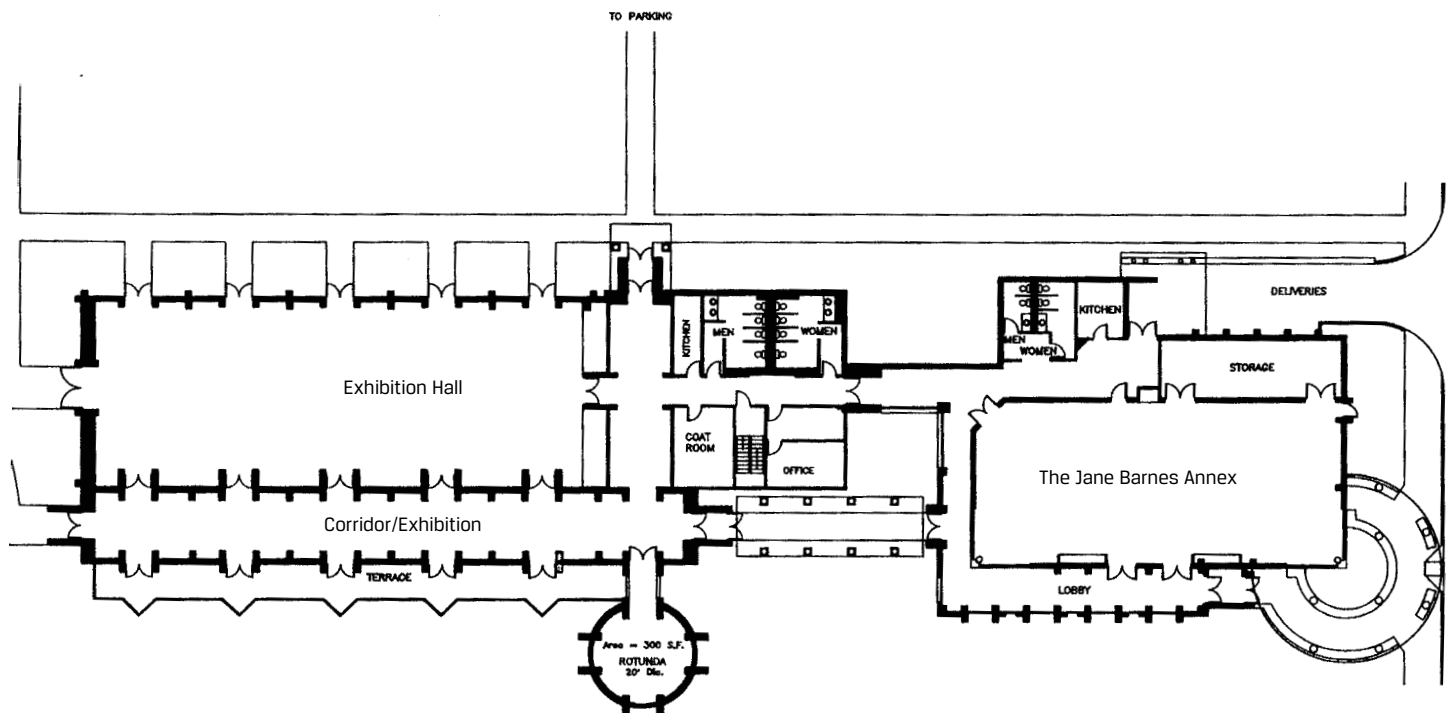 TO PARKING
DELIVERIES
KITCHEN
MEN
WOMEN
KITCHEN
MEN
WOMEN
STORAGE
Exhibition Hall
COAT
ROOM
OFFICE
The Jane Barnes Annex
Corridor/Exhibition
TERRACE
LOBBY
Area = 300 S.F.
ROTUNDA
20' Dia.